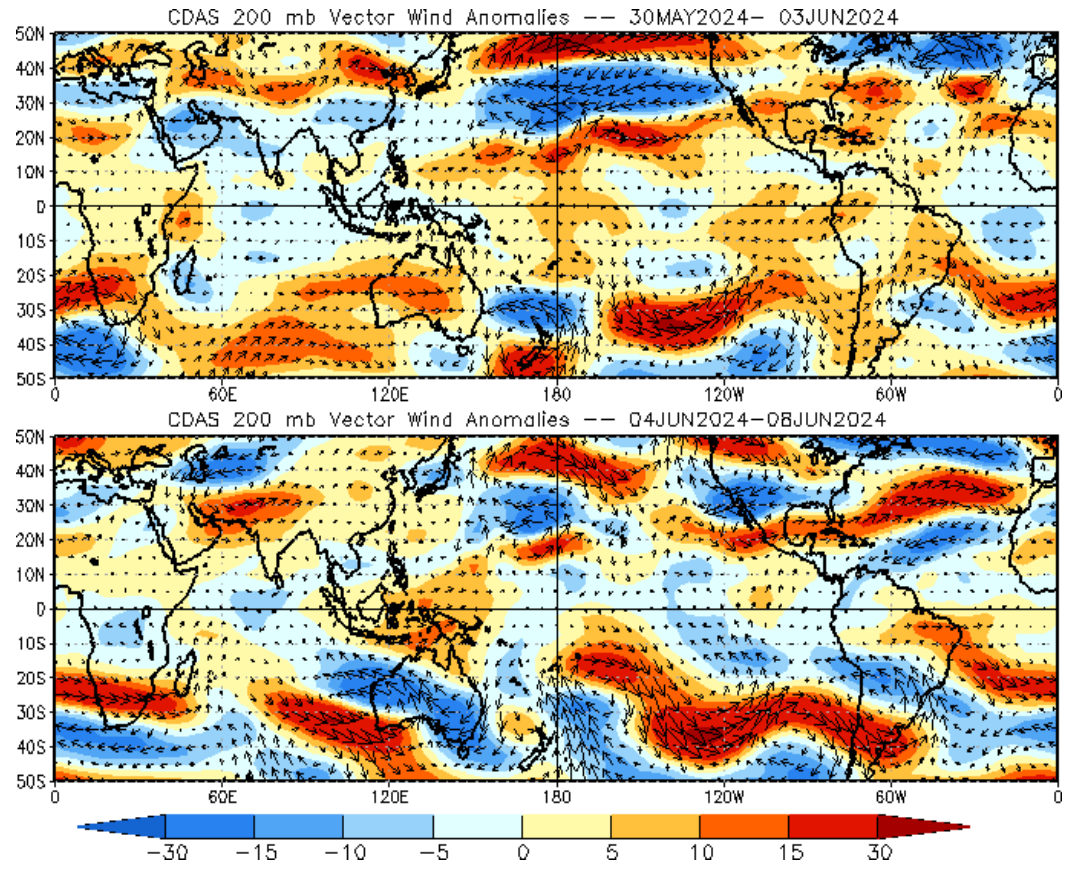 CDAS 200 mb Vector Wind Anomalies -- 30MAY2024- 03JUN2024
50N
40N
30N
20N
10N
0
10S
20S
30S
40S
50S
0 60E 120E 180 120W 60W 0
CDAS 200 mb Vector Wind Anomalies -- 04JUN2024-08JUN2024
50N
40N
30N
20N
10N
0
10S
20S
30S
40S
50S
0 60E 120E 180 120W 60W 0
-30 -15 -10 -5 0 5 10 15 30